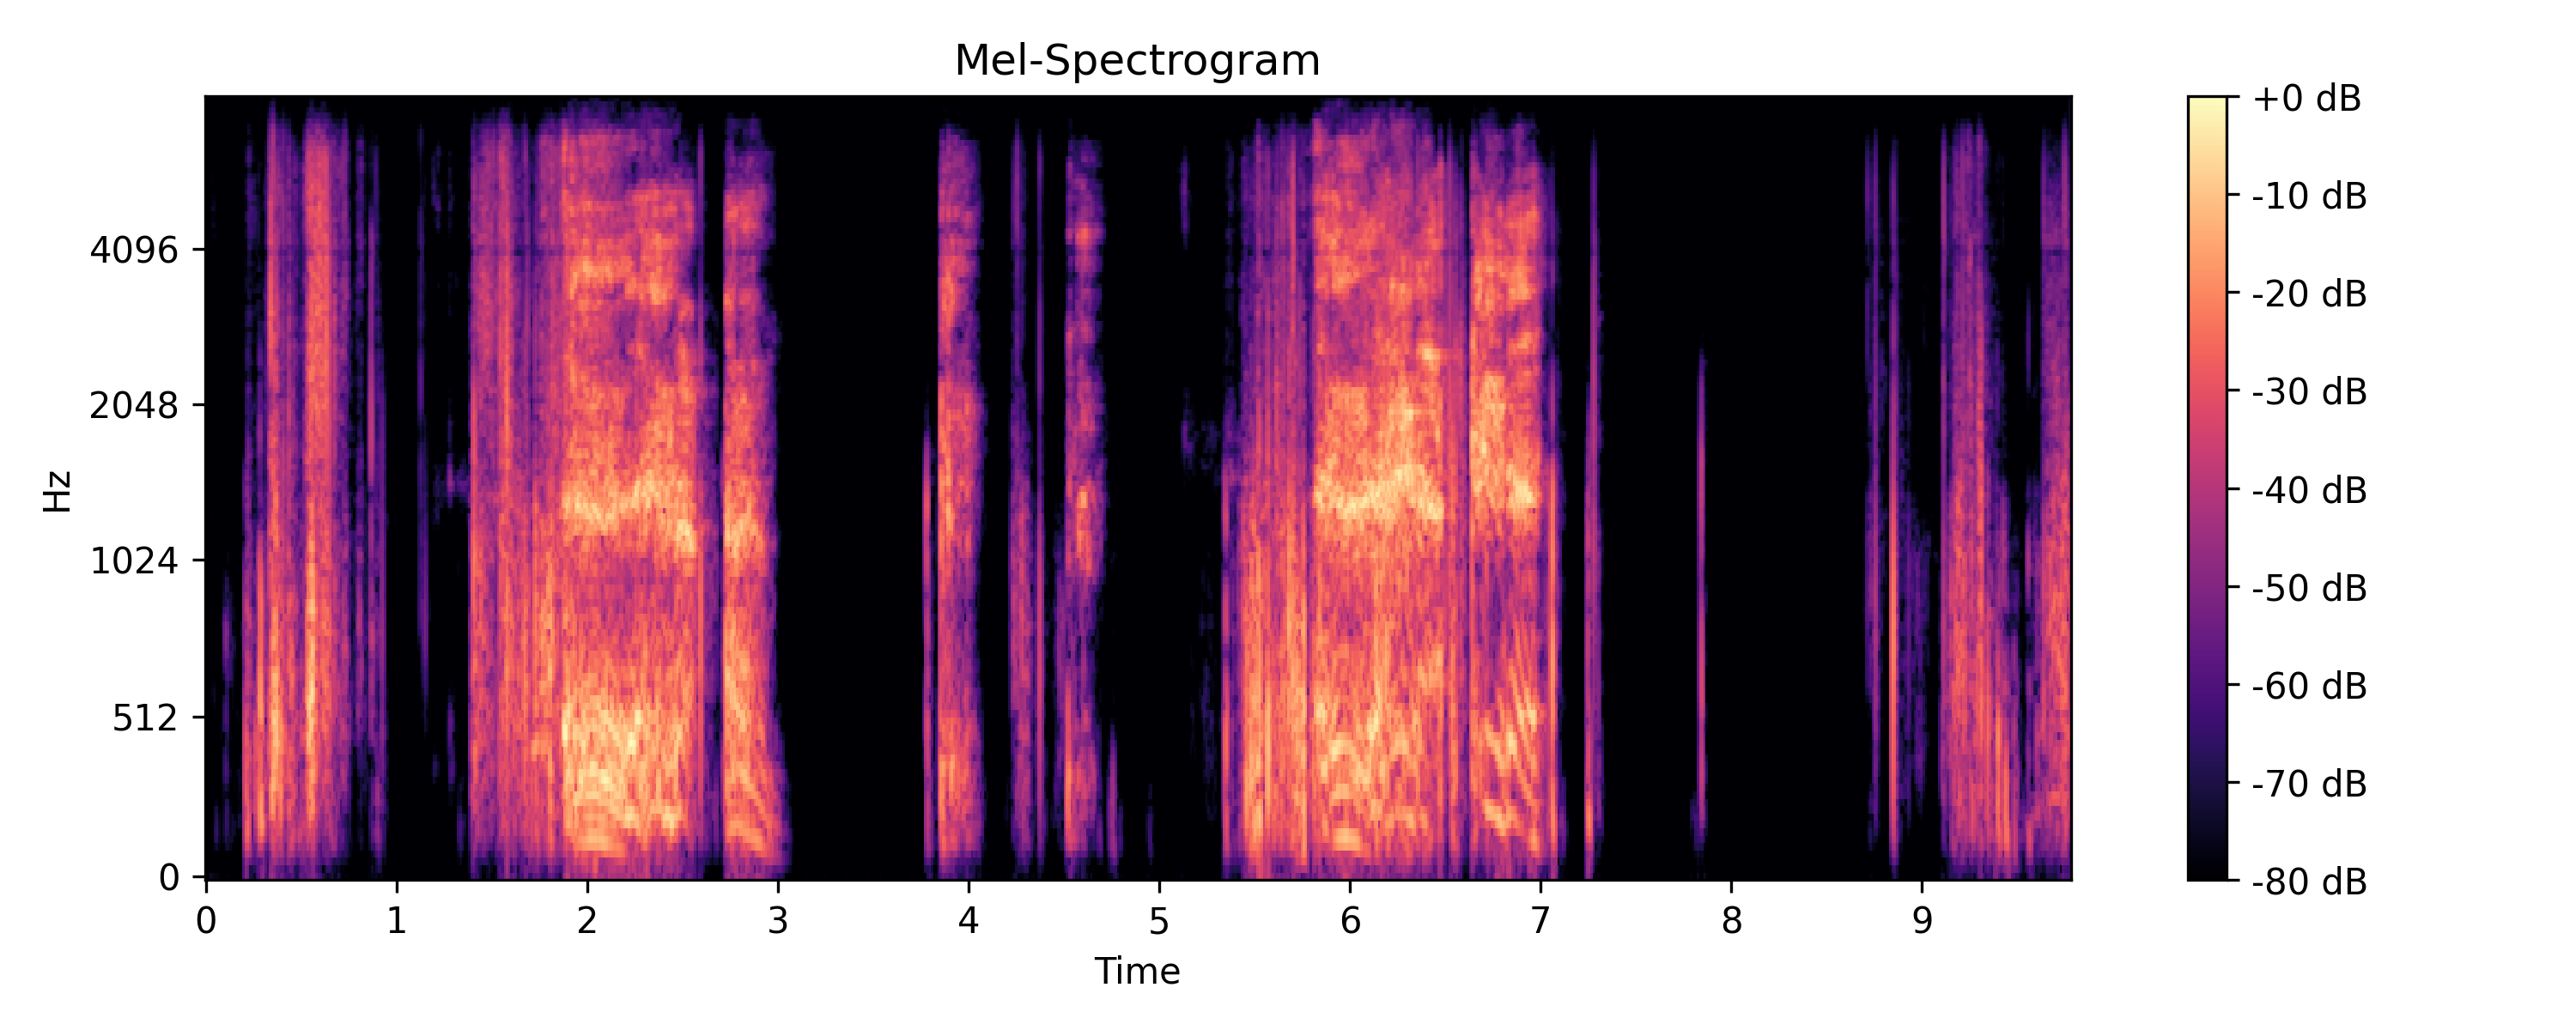 Mel-Spectrogram
+0 dB
-10 dB
-20 dB
-30 dB
-40 dB
-50 dB
-60 dB
-70 dB
-80 dB
Hz
4096
2048
1024
512
0
0 1 2 3 4 5 6 7 8 9
Time